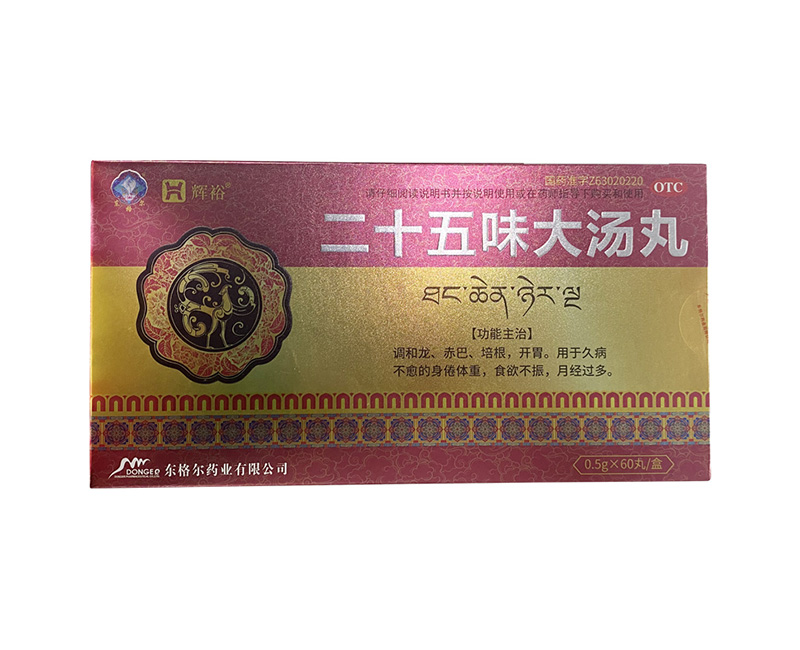 辉裕®
国药准字Z63020220
OTC
请仔细阅读说明书并按说明使用或在药师指导下购买和使用
二十五味大汤丸
ཐང་ཆེན་ཉེར་ལྔ
【功能主治】
调和龙、赤巴、培根，开胃。用于久病
不愈的身倦体重，食欲不振，月经过多。
DONGER
东格尔药业有限公司
0.5g×60丸/盒